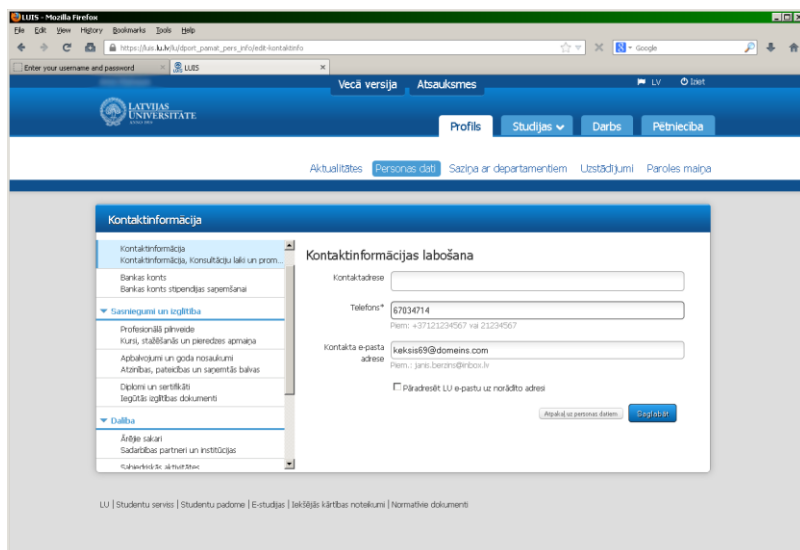 LUIS - Mozilla Firefox
File Edit View History Bookmarks Tools Help
https://luis.lu.lv/lu/dport_pamat_pers_info/edit-kontaktinfo
Google
Enter your username and password
LUIS
Vecā versija Atsauksmes
LV Iziet
LATVIJAS
UNIVERSITĀTE
Profils Studijas Darbs Pētniecība
Aktualitātes Personas dati Saziņa ar departamentiem Uzstādījumi Paroles maiņa
Kontaktinformācija
Kontaktinformācija
Kontaktinformācija, Konsultāciju laiki un prom...
Bankas konts
Bankas konts stipendijas saņemšanai
Sasniegumi un izglītība
Profesionālā pilnveide
Kursi, stažēšanās un pieredzes apmaiņa
Apbalvojumi un goda nosaukumi
Atzinības, pateicības un saņemtās balvas
Diplomi un sertifikāti
Iegūtās izglītības dokumenti
Dalība
Ārējie sakari
Sadarbības partneri un institūcijas
Sabiedriskās aktivitātes
Kontaktinformācijas labošana
Kontaktadrese
Telefons* 67034714
Piem: +37121234567 vai 21234567
Kontakta e-pasta
adrese
keksis69@domeins.com
Piem.: janis.berzins@inbox.lv
Pāradresēt LU e-pastu uz norādīto adresi
Atpakaļ uz personas datiem Saglabāt
LU | Studentu serviss | Studentu padome | E-studijas | Iekšējās kārtības noteikumi | Normatīvie dokumenti